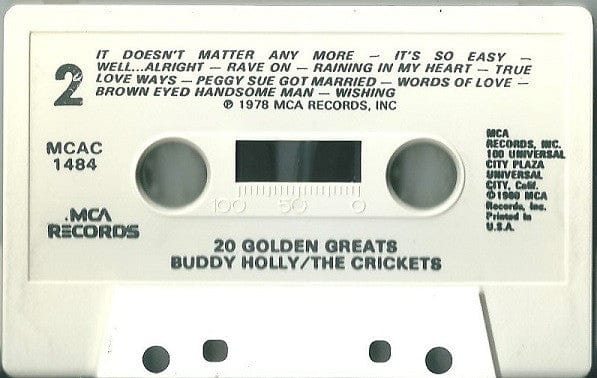 2
IT DOESN'T MATTER ANY MORE – IT'S SO EASY –
WELL...ALRIGHT – RAVE ON – RAINING IN MY HEART – TRUE
LOVE WAYS – PEGGY SUE GOT MARRIED – WORDS OF LOVE –
BROWN EYED HANDSOME MAN – WISHING
℗ 1978 MCA RECORDS, INC
MCAC
1484
MCA
RECORDS, INC.
100 UNIVERSAL
CITY PLAZA
UNIVERSAL
CITY, Calif.
©1980 MCA
Records, Inc.
Printed in
U.S.A.
100 50 0
MCA
RECORDS
20 GOLDEN GREATS
BUDDY HOLLY/THE CRICKETS